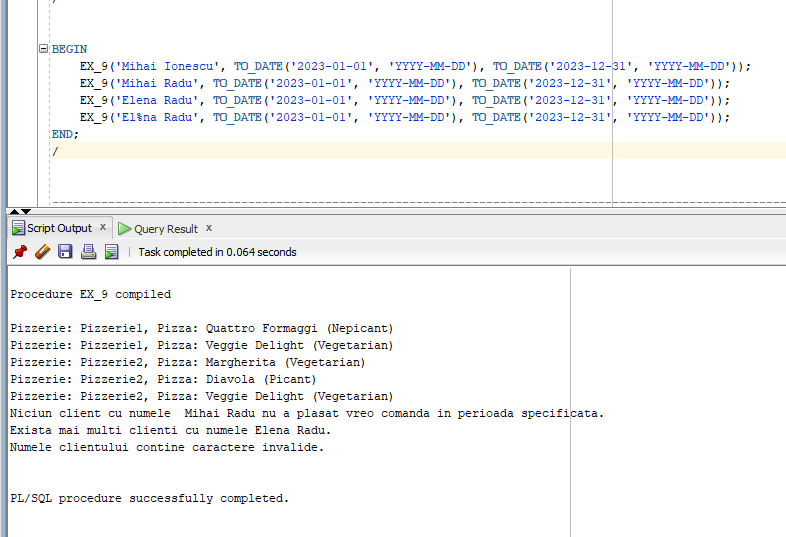 /
BEGIN
EX_9('Mihai Ionescu', TO_DATE('2023-01-01', 'YYYY-MM-DD'), TO_DATE('2023-12-31', 'YYYY-MM-DD'));
EX_9('Mihai Radu', TO_DATE('2023-01-01', 'YYYY-MM-DD'), TO_DATE('2023-12-31', 'YYYY-MM-DD'));
EX_9('Elena Radu', TO_DATE('2023-01-01', 'YYYY-MM-DD'), TO_DATE('2023-12-31', 'YYYY-MM-DD'));
EX_9('El%na Radu', TO_DATE('2023-01-01', 'YYYY-MM-DD'), TO_DATE('2023-12-31', 'YYYY-MM-DD'));
END;
/
Script Output x Query Result x
Task completed in 0.064 seconds
Procedure EX_9 compiled
Pizzerie: Pizzerie1, Pizza: Quattro Formaggi (Nepicant)
Pizzerie: Pizzerie1, Pizza: Veggie Delight (Vegetarian)
Pizzerie: Pizzerie2, Pizza: Margherita (Vegetarian)
Pizzerie: Pizzerie2, Pizza: Diavola (Picant)
Pizzerie: Pizzerie2, Pizza: Veggie Delight (Vegetarian)
Niciun client cu numele  Mihai Radu nu a plasat vreo comanda in perioada specificata.
Exista mai multi clienti cu numele Elena Radu.
Numele clientului contine caractere invalide.
PL/SQL procedure successfully completed.